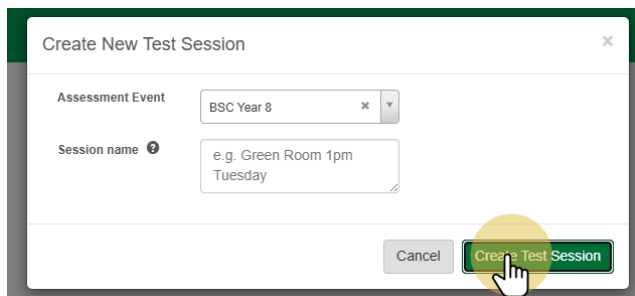 Create New Test Session ×
Assessment Event
BSC Year 8 ×
Session name ?
e.g. Green Room 1pm
Tuesday
Cancel Create Test Session